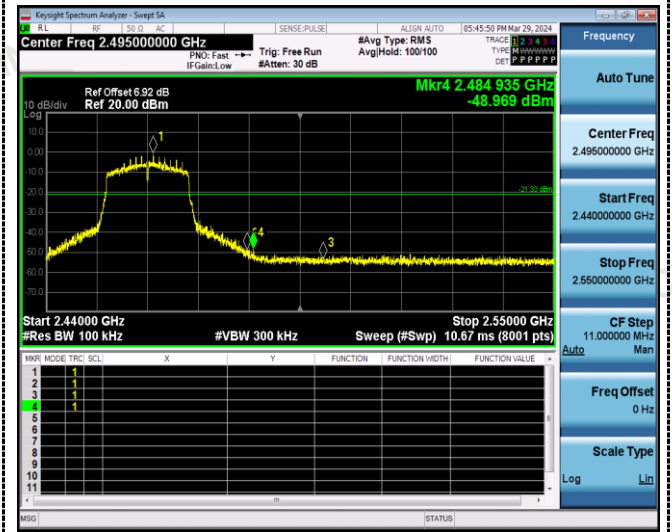 Keysight Spectrum Analyzer - Swept SA
RL RF 50 Ω AC SENSE:PULSE ALIGN AUTO 05:45:50 PM Mar 29, 2024
Center Freq 2.495000000 GHz
PNO: Fast
IFGain:Low
Trig: Free Run
#Atten: 30 dB
#Avg Type: RMS
Avg|Hold: 100/100
TRACE 1 2 3 4 5 6
TYPE M W W W W W
DET P P P P P P
Ref Offset 6.92 dB
Ref 20.00 dBm
10 dB/div
Log
Mkr4 2.484 935 GHz
-48.969 dBm
10.0
0.00
-10.0
-20.0
-30.0
-40.0
-50.0
-60.0
-70.0
1
4
3
-21.33 dBm
Start 2.44000 GHz
Stop 2.55000 GHz
#Res BW 100 kHz
#VBW 300 kHz
Sweep (#Swp) 10.67 ms (8001 pts)
MKR MODE TRC SCL X Y FUNCTION FUNCTION WIDTH FUNCTION VALUE
1 1
2 1
3 1
4 1
5
6
7
8
9
10
11
MSG
STATUS
Frequency
Auto Tune
Center Freq
2.495000000 GHz
Start Freq
2.440000000 GHz
Stop Freq
2.550000000 GHz
CF Step
11.000000 MHz
Auto Man
Freq Offset
0 Hz
Scale Type
Log Lin